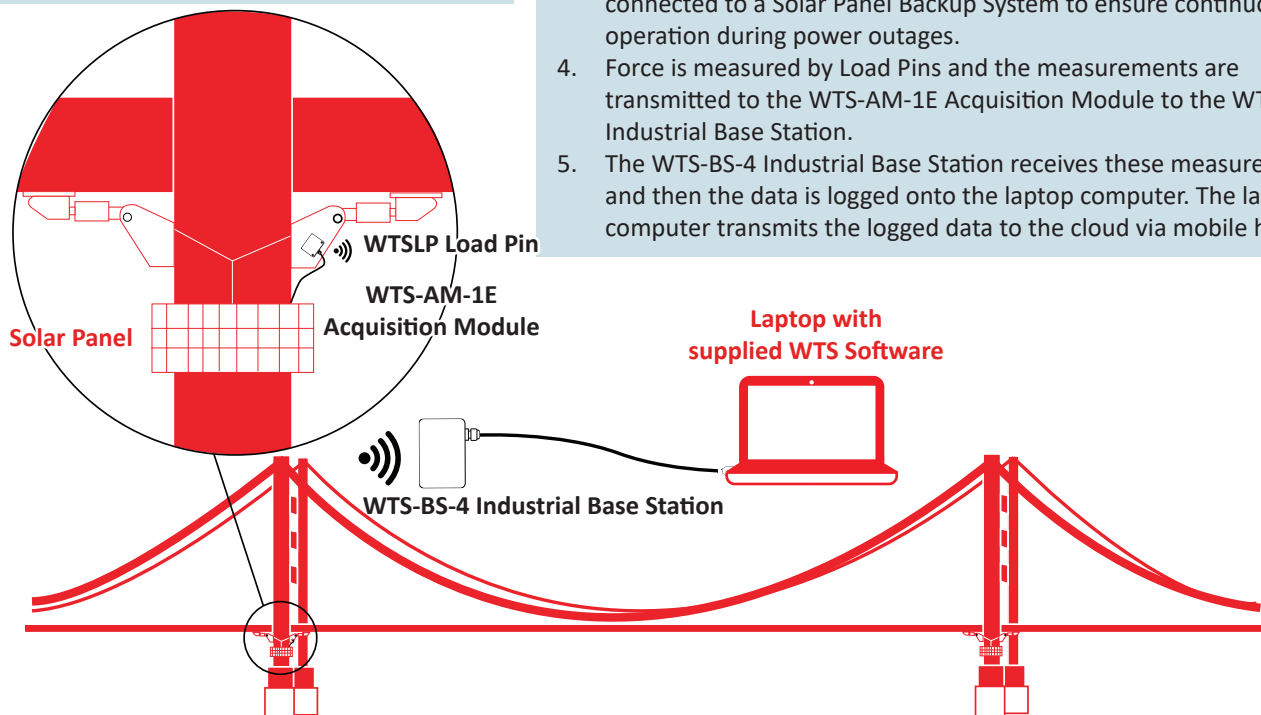 connected to a Solar Panel Backup System to ensure
operation during power outages.
4. Force is measured by Load Pins and the measurements are
transmitted to the WTS-AM-1E Acquisition Module to the
Industrial Base Station.
5. The WTS-BS-4 Industrial Base Station receives these
and then the data is logged onto the laptop computer. The
computer transmits the logged data to the cloud via mobile
WTSLP Load Pin
WTS-AM-1E
Acquisition Module
Solar Panel
Laptop with
supplied WTS Software
WTS-BS-4 Industrial Base Station